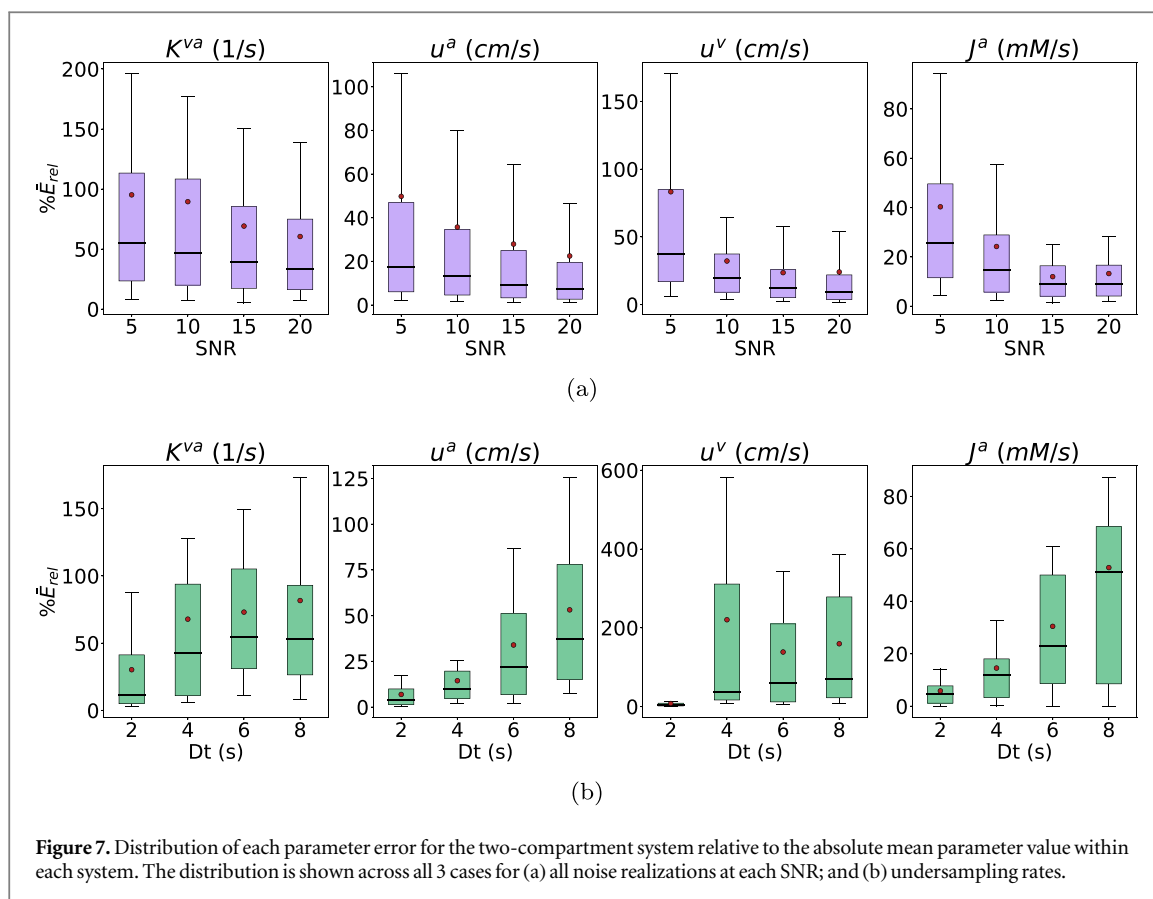 K^{va} (1/s) u^a (cm/s) u^v (cm/s) J^a (mM/s)
%Ē_{rel}
200
150
100
50
0
5 10 15 20
SNR
100
80
60
40
20
0
5 10 15 20
SNR
150
100
50
0
5 10 15 20
SNR
80
60
40
20
0
5 10 15 20
SNR
(a)
K^{va} (1/s) u^a (cm/s) u^v (cm/s) J^a (mM/s)
%Ē_{rel}
150
100
50
0
2 4 6 8
Dt (s)
125
100
75
50
25
0
2 4 6 8
Dt (s)
600
400
200
0
2 4 6 8
Dt (s)
80
60
40
20
0
2 4 6 8
Dt (s)
(b)
Figure 7. Distribution of each parameter error for the two-compartment system relative to the absolute mean parameter value within
each system. The distribution is shown across all 3 cases for (a) all noise realizations at each SNR; and (b) undersampling rates.